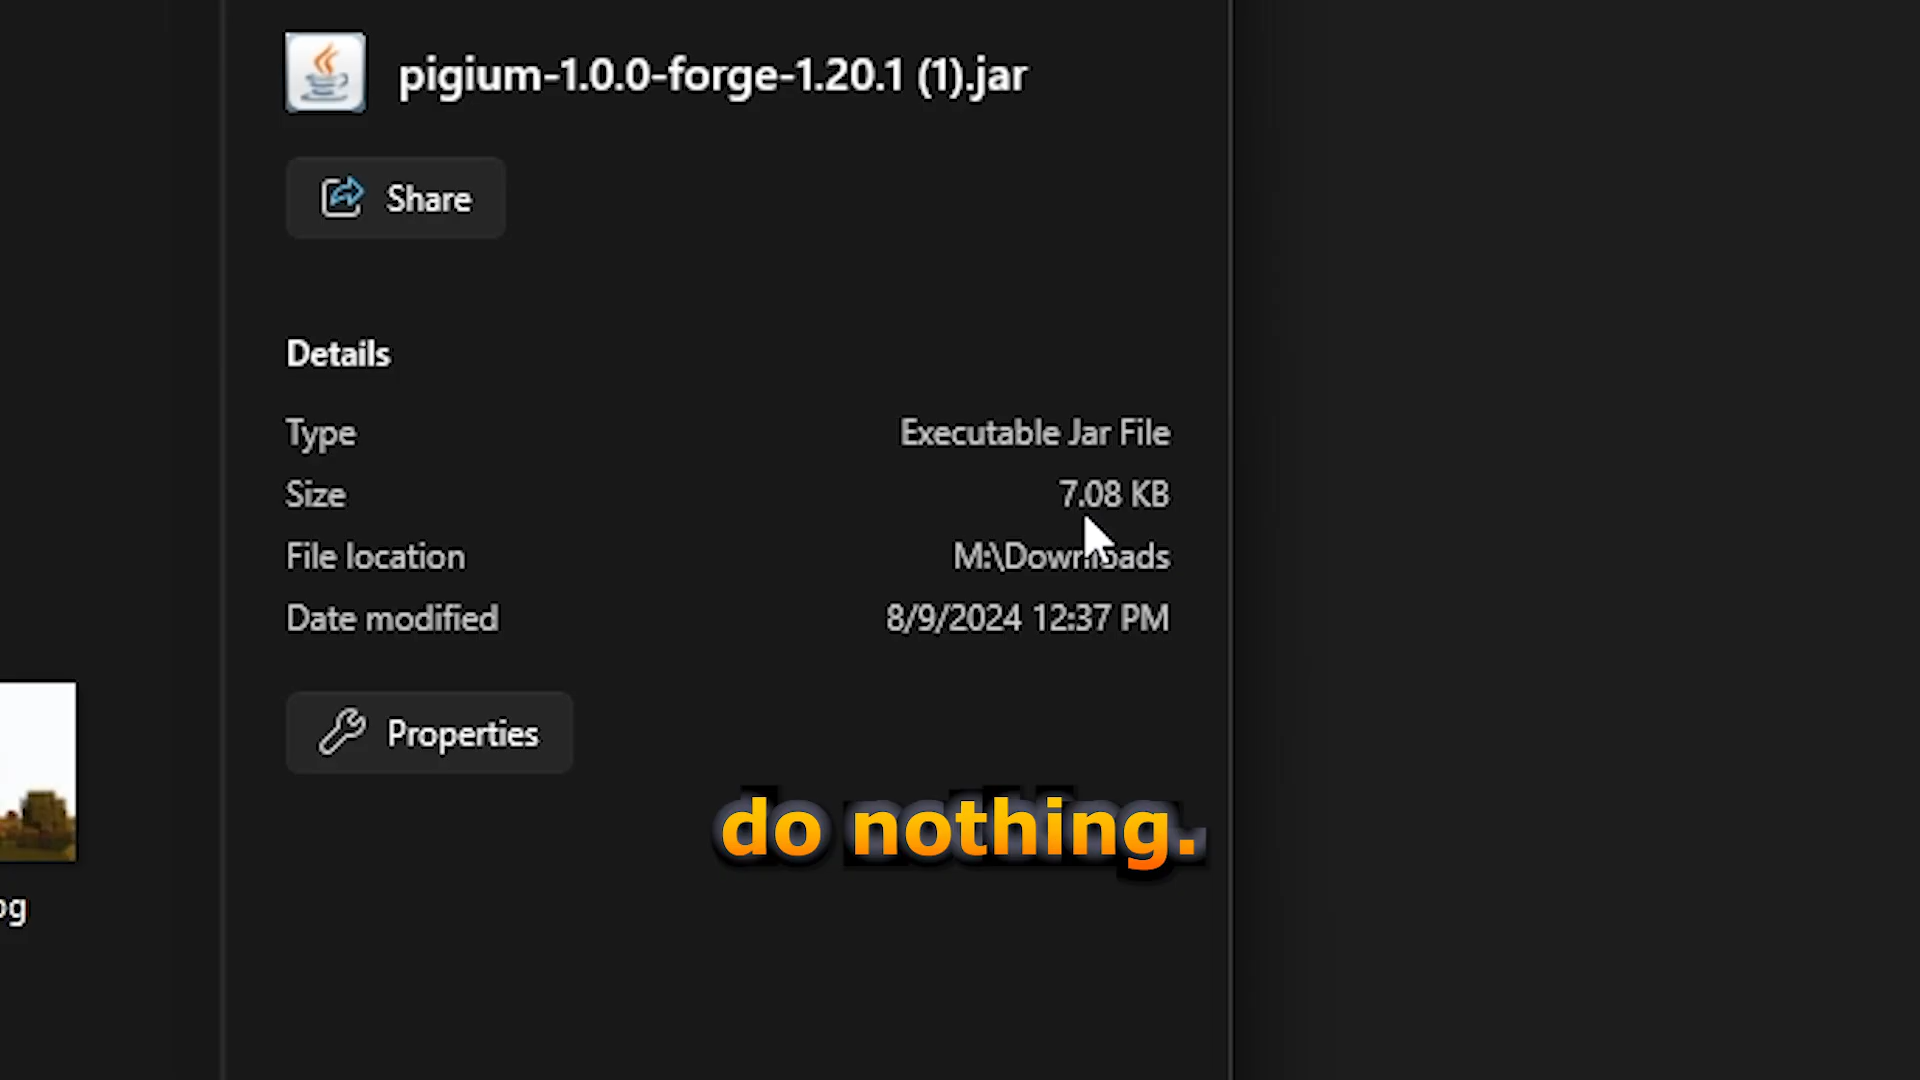 pigium-1.0.0-forge-1.20.1 (1).jar
Share
Details
Type Executable Jar File
Size 7.08 KB
File location M:\Downloads
Date modified 8/9/2024 12:37 PM
Properties
do nothing.